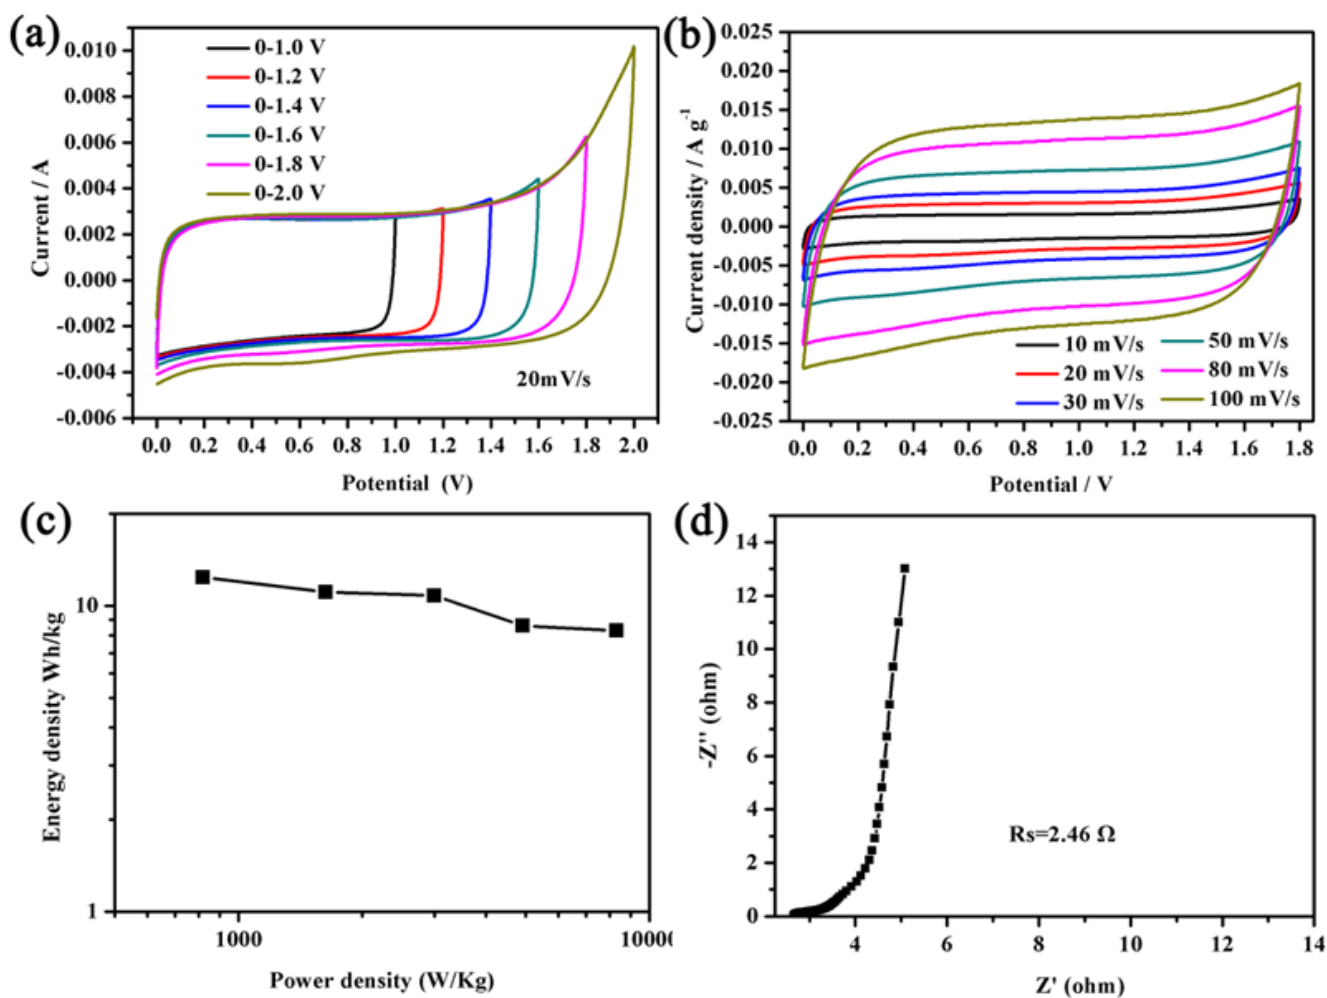 (a)
0.010
0.008
0.006
0.004
0.002
0.000
-0.002
-0.004
-0.006
Current / A
0-1.0 V
0-1.2 V
0-1.4 V
0-1.6 V
0-1.8 V
0-2.0 V
20mV/s
0.0 0.2 0.4 0.6 0.8 1.0 1.2 1.4 1.6 1.8 2.0
Potential (V)
(b)
0.025
0.020
0.015
0.010
0.005
0.000
-0.005
-0.010
-0.015
-0.020
-0.025
Current density / A g-1
10 mV/s 50 mV/s
20 mV/s 80 mV/s
30 mV/s 100 mV/s
0.0 0.2 0.4 0.6 0.8 1.0 1.2 1.4 1.6 1.8
Potential / V
(c)
10
1
Energy density Wh/kg
1000 10000
Power density (W/Kg)
(d)
14
12
10
8
6
4
2
0
-Z'' (ohm)
Rs=2.46 Ω
4 6 8 10 12 14
Z' (ohm)